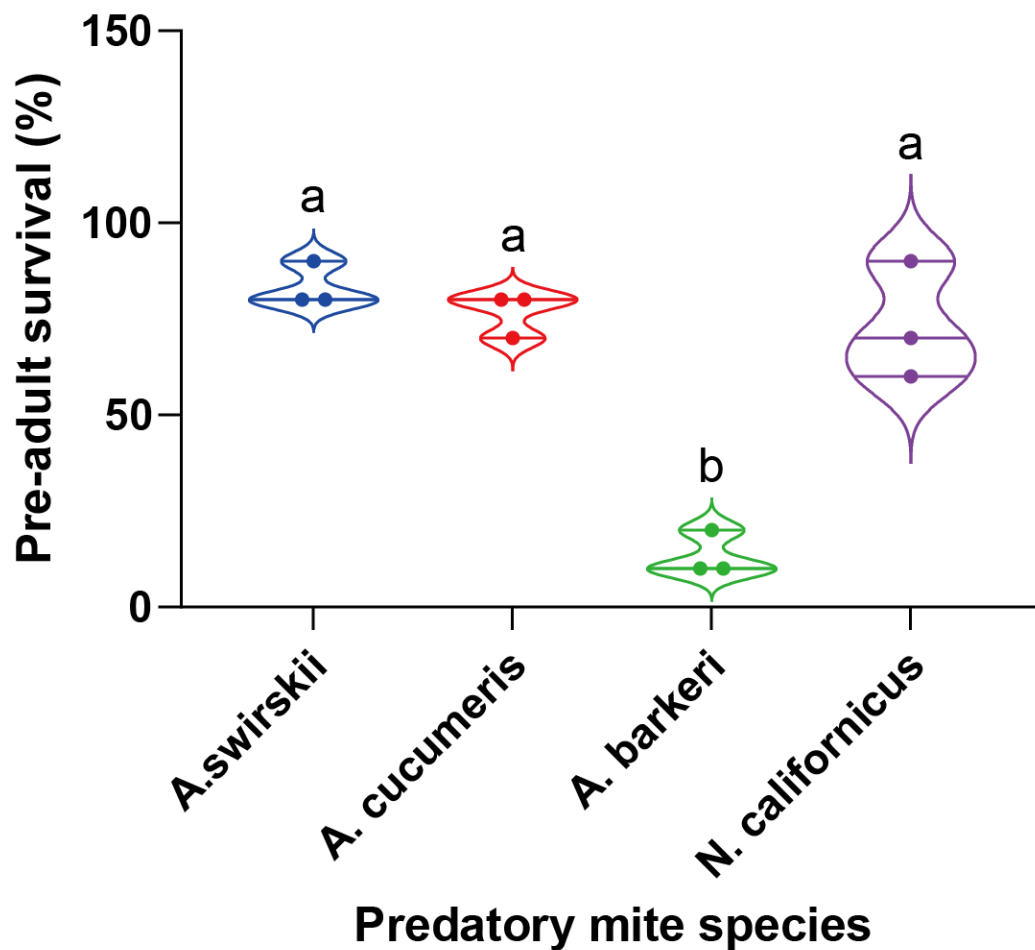 Pre-adult survival (%)
150
100
50
0
a
a
b
a
A.swirskii
A. cucumeris
A. barkeri
N. californicus
Predatory mite species